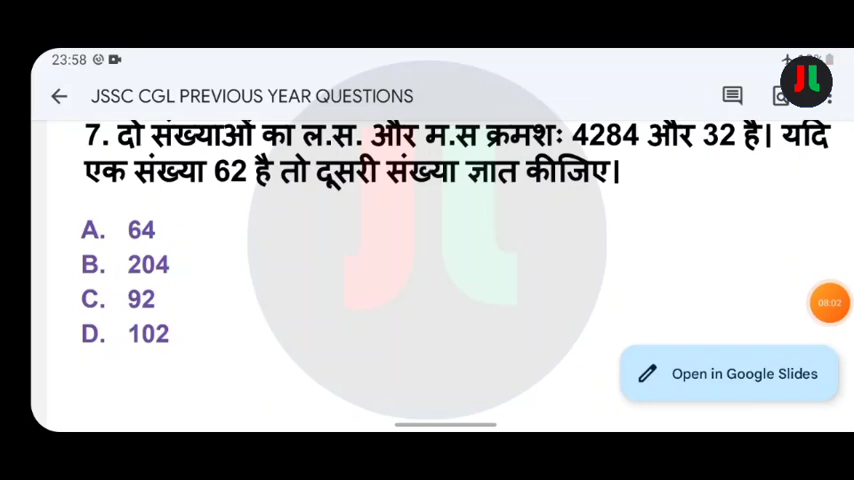 23:58
JSSC CGL PREVIOUS YEAR QUESTIONS
7. दो संख्याओं का ल.स. और म.स क्रमशः 4284 और 32 है। यदि
एक संख्या 62 है तो दूसरी संख्या ज्ञात कीजिए।
A. 64
B. 204
C. 92
D. 102
08:02
Open in Google Slides